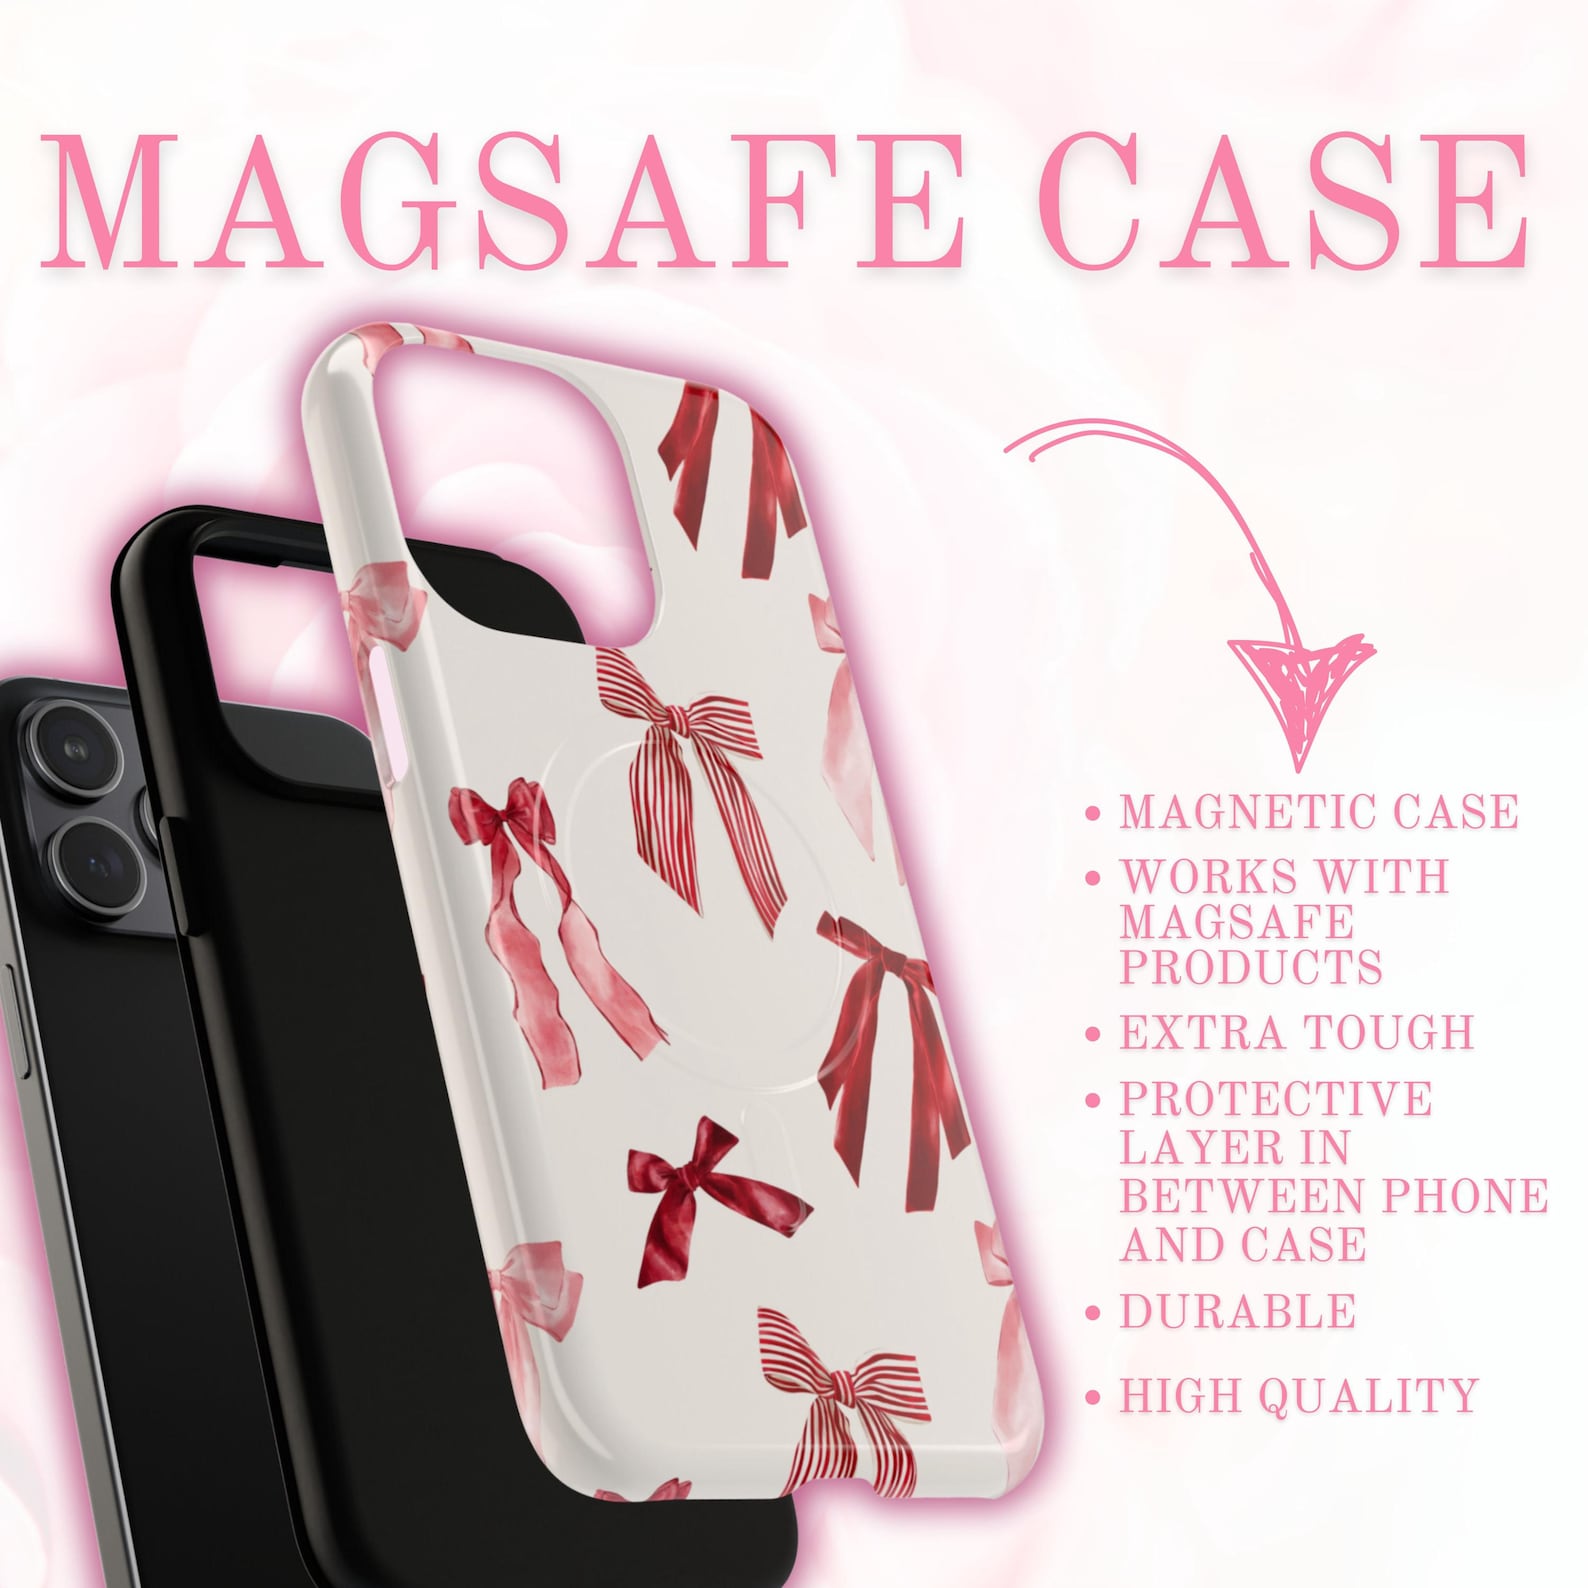 MAGSAFE CASE
• MAGNETIC CASE
• WORKS WITH
MAGSAFE
PRODUCTS
• EXTRA TOUGH
• PROTECTIVE
LAYER IN
BETWEEN PHONE
AND CASE
• DURABLE
• HIGH QUALITY